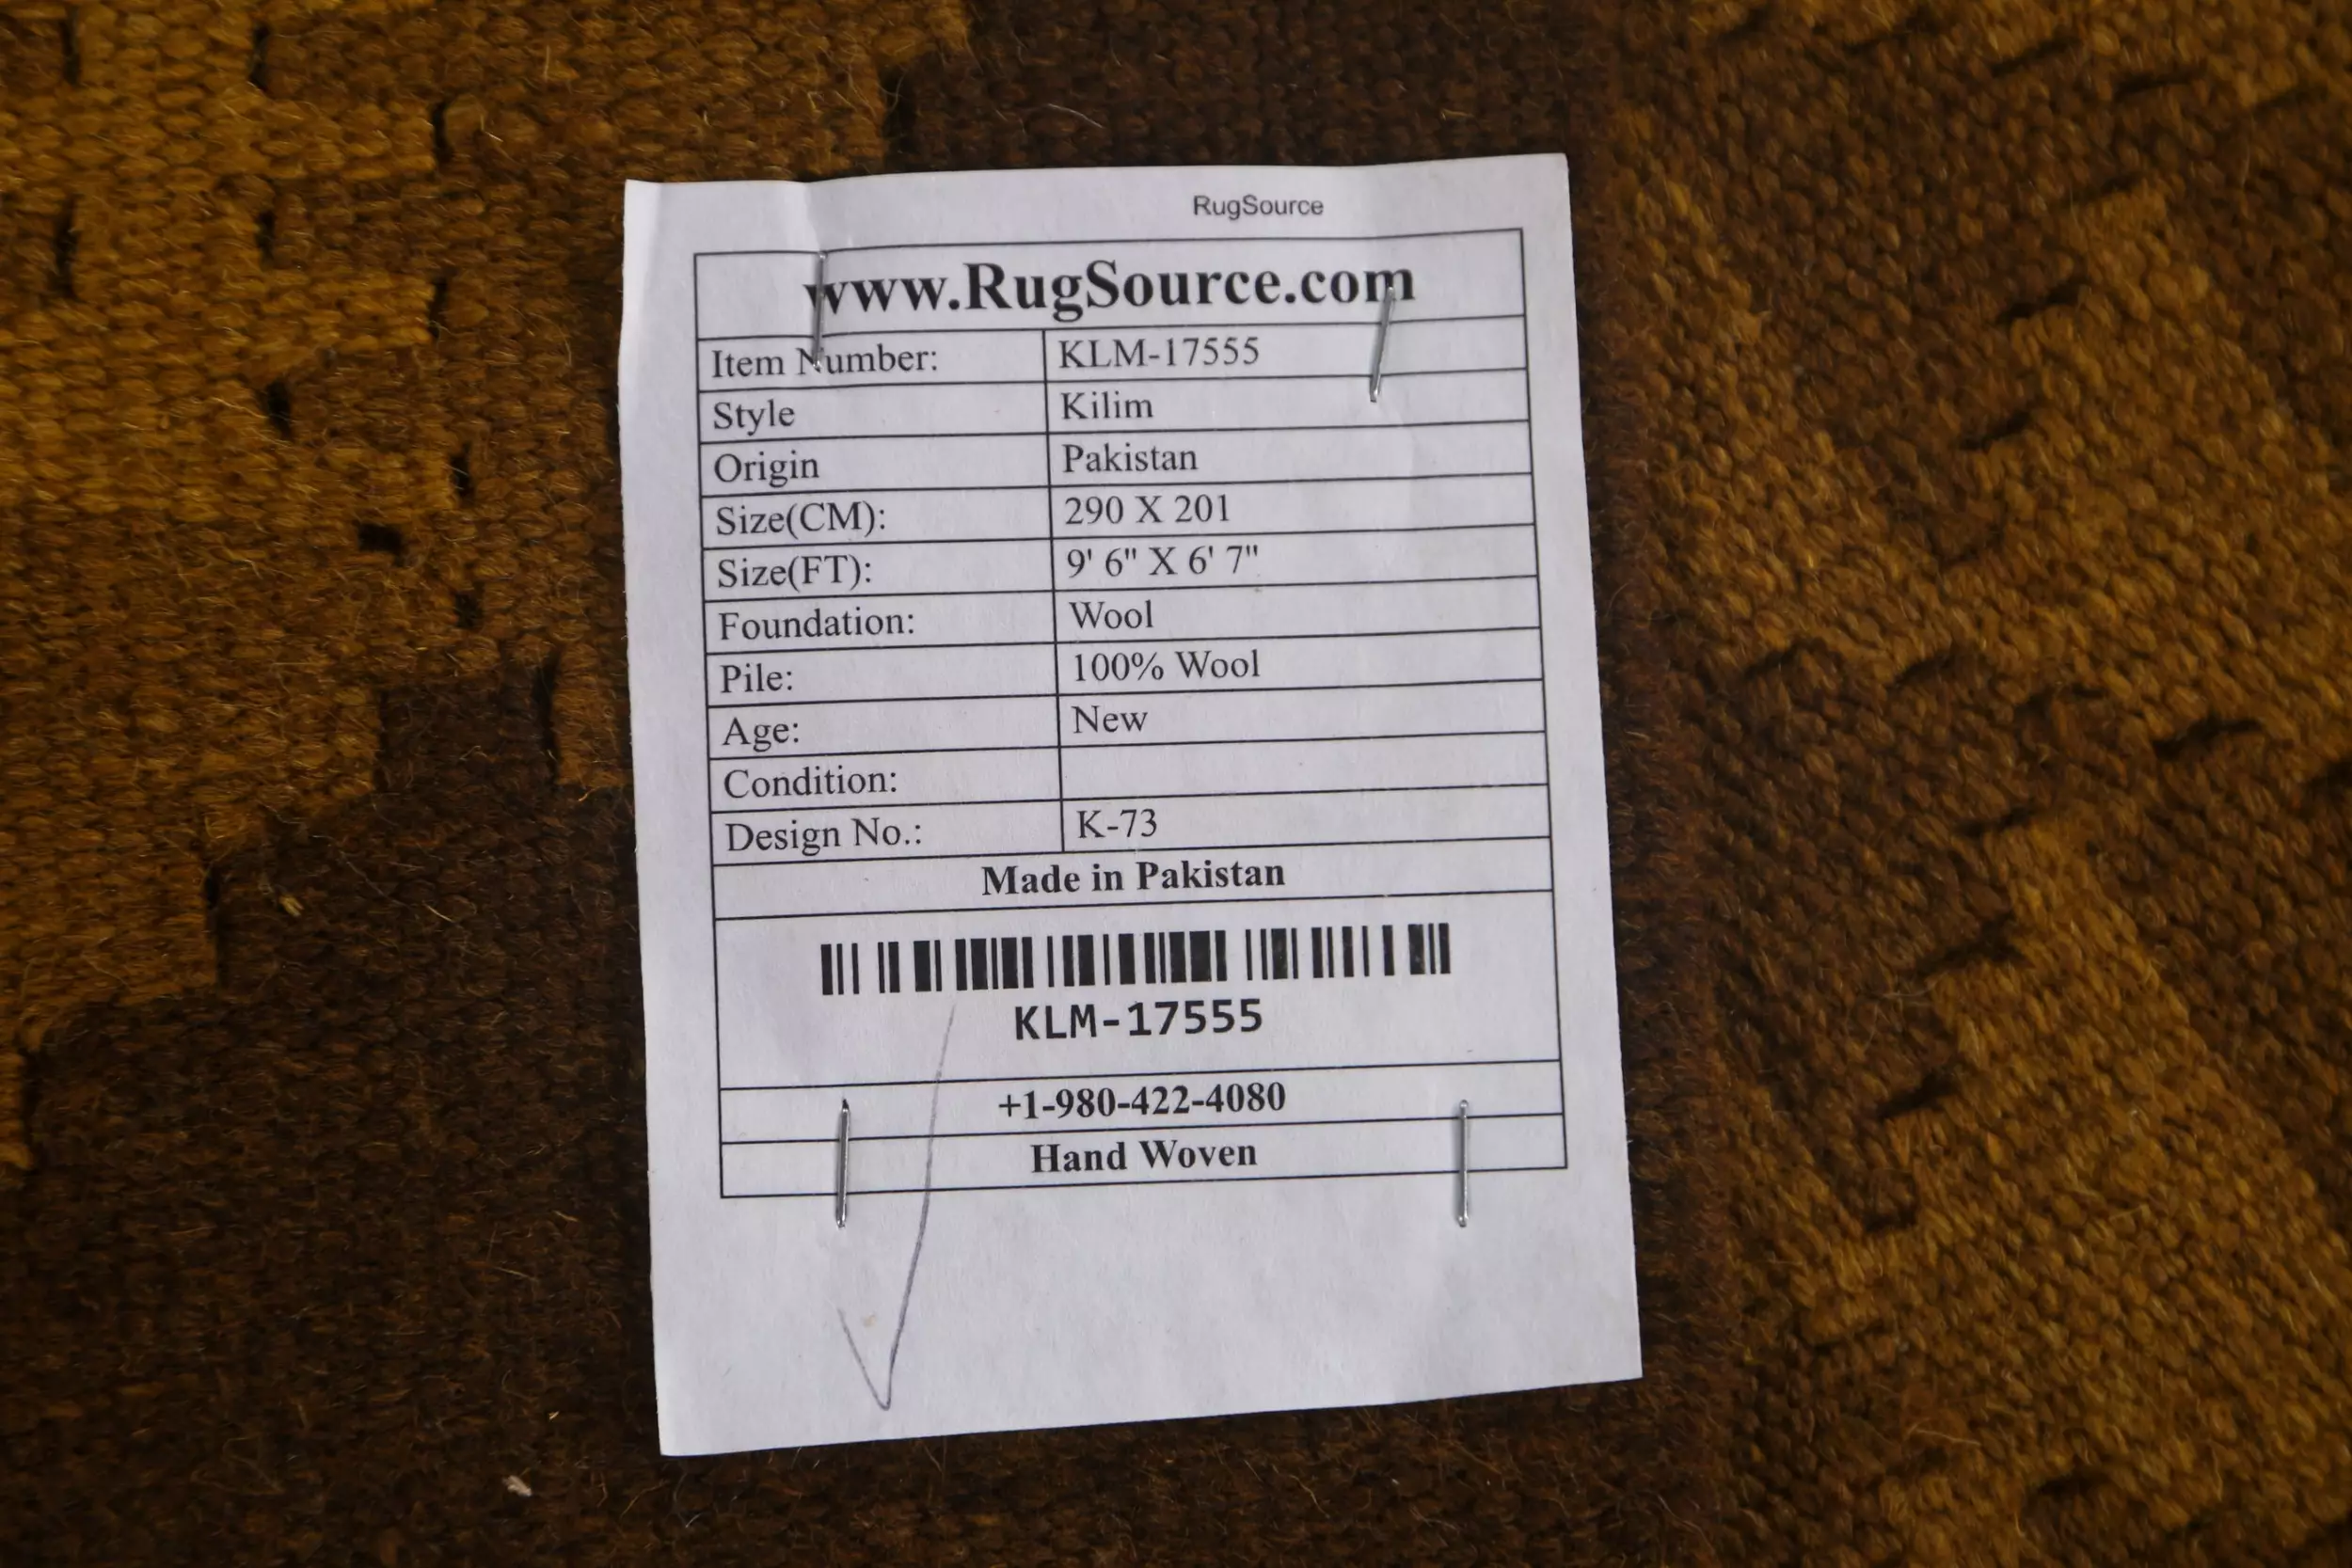 RugSource
www.RugSource.com
Item Number: KLM-17555
Style Kilim
Origin Pakistan
Size(CM): 290 X 201
Size(FT): 9' 6" X 6' 7"
Foundation: Wool
Pile: 100% Wool
Age: New
Condition:
Design No.: K-73
Made in Pakistan
KLM-17555
+1-980-422-4080
Hand Woven